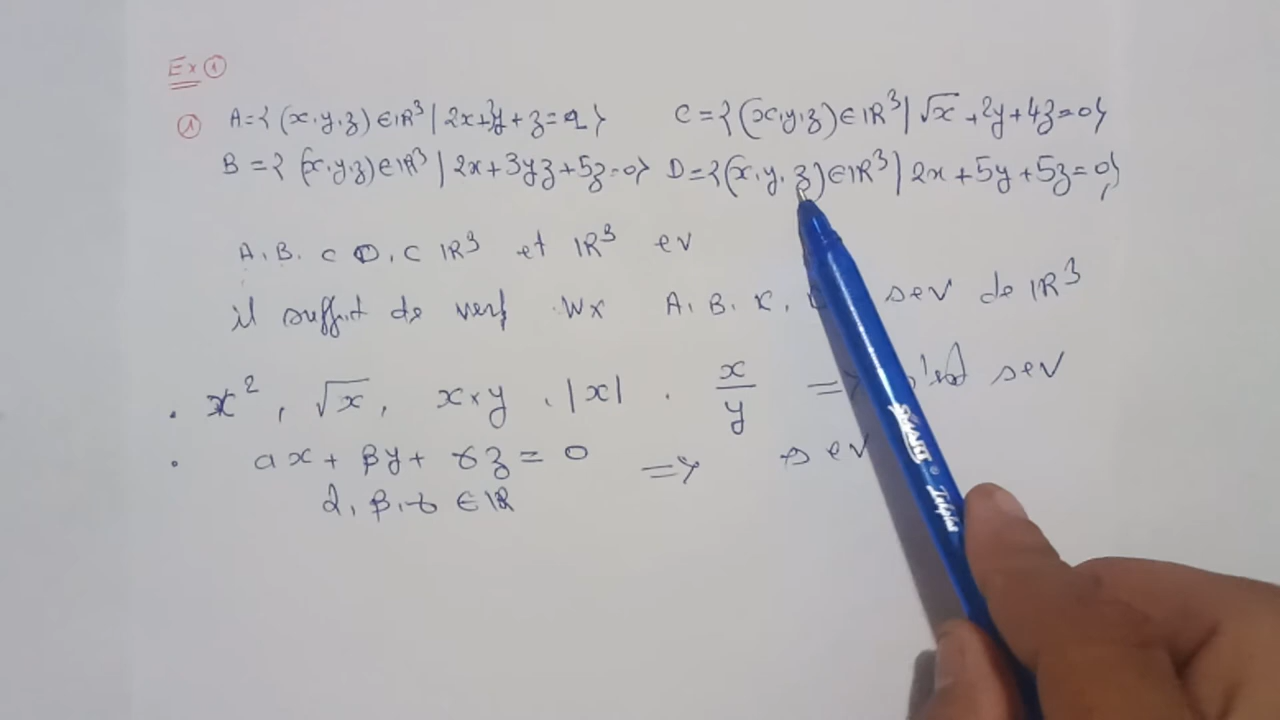 Ex ①
① A={(x,y,z)∈ℝ³ | 2x+3y+z=2} C={(x,y,z)∈ℝ³ | √x+2y+4z=0}
B={(x,y,z)∈ℝ³ | 2x+3yz+5z=0} D={(x,y,z)∈ℝ³ | 2x+5y+5z=0},
A, B, C D, ⊂ ℝ³ et ℝ³ ev
il suffit de verf A, B, C, sev de ℝ³
. x², √x, x×y, |x| . x/y => sev
. αx+βy+γz=0 => sev
α,β,γ∈ℝ
SMART Inkplus